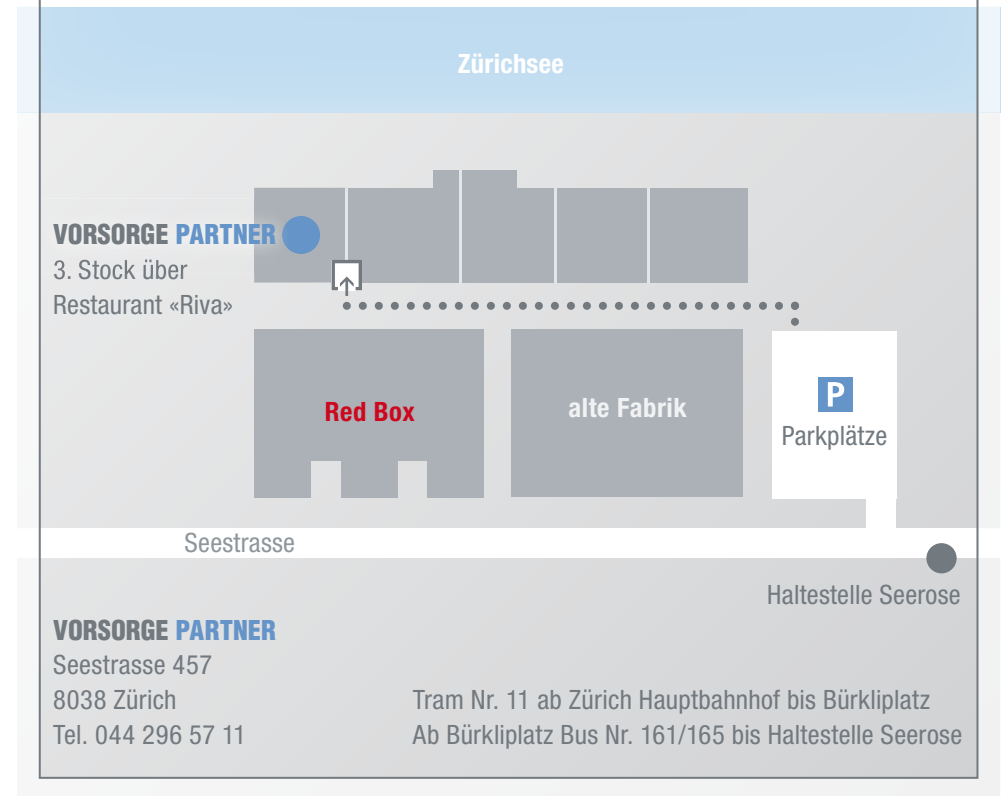 Zürichsee
VORSORGE PARTNER
3. Stock über
Restaurant «Riva»
Red Box
alte Fabrik
P
Parkplätze
Seestrasse
Haltestelle Seerose
VORSORGE PARTNER
Seestrasse 457
8038 Zürich
Tel. 044 296 57 11
Tram Nr. 11 ab Zürich Hauptbahnhof bis Bürkliplatz
Ab Bürkliplatz Bus Nr. 161/165 bis Haltestelle Seerose